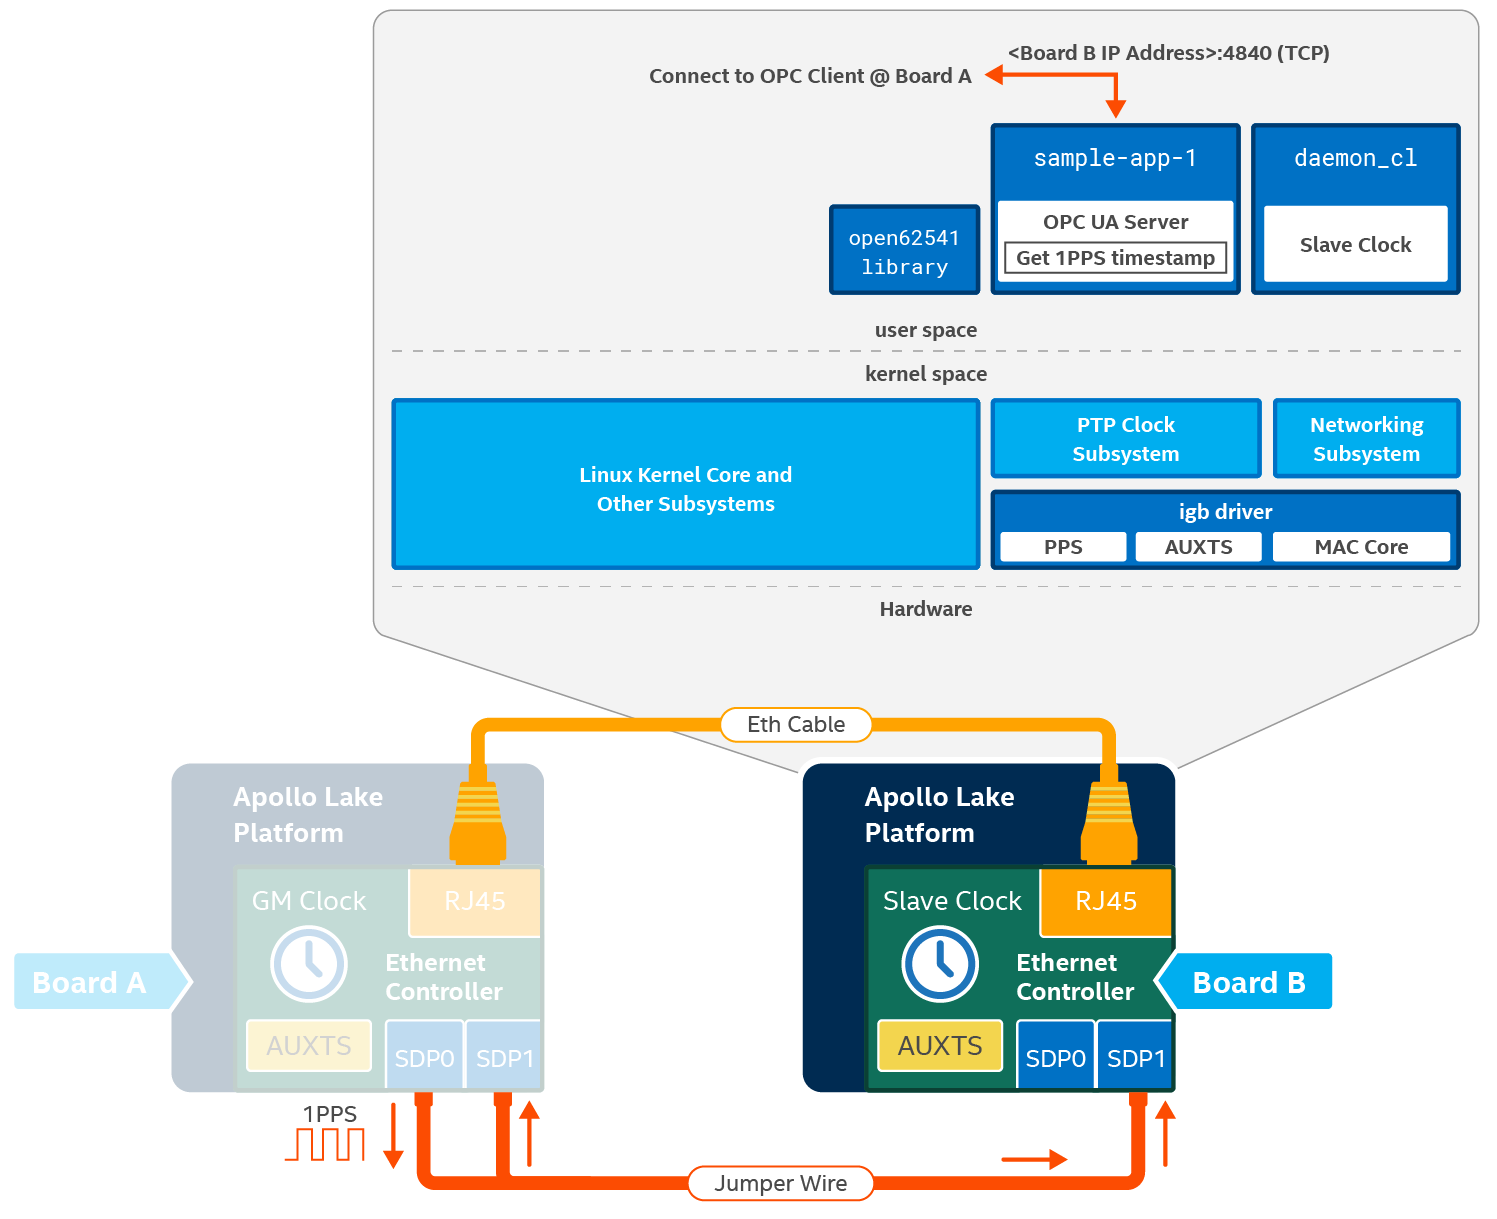 <Board B IP Address>:4840 (TCP)
Connect to OPC Client @ Board A
sample-app-1
daemon_cl
OPC UA Server
Get 1PPS timestamp
Slave Clock
open62541
library
user space
kernel space
Linux Kernel Core and
Other Subsystems
PTP Clock
Subsystem
Networking
Subsystem
igb driver
PPS
AUXTS
MAC Core
Hardware
Eth Cable
Apollo Lake
Platform
GM Clock
RJ45
Ethernet
Controller
Board A
AUXTS
SDP0
SDP1
Apollo Lake
Platform
Slave Clock
RJ45
Ethernet
Controller
Board B
AUXTS
SDP0
SDP1
1PPS
Jumper Wire